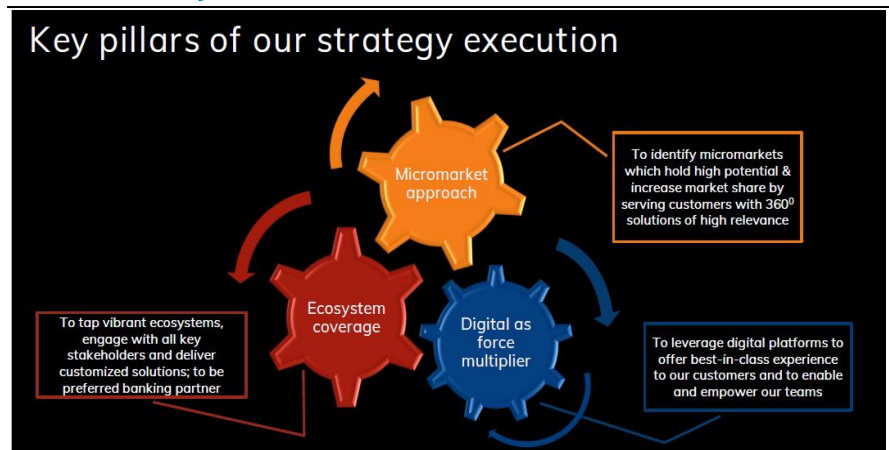 Key pillars of our strategy execution
Micromarket
approach
To identify micromarkets
which hold high potential &
increase market share by
serving customers with 360⁰
solutions of high relevance
Ecosystem
coverage
To tap vibrant ecosystems,
engage with all key
stakeholders and deliver
customized solutions; to be
preferred banking partner
Digital as
force
multiplier
To leverage digital platforms to
offer best-in-class experience
to our customers and to enable
and empower our teams